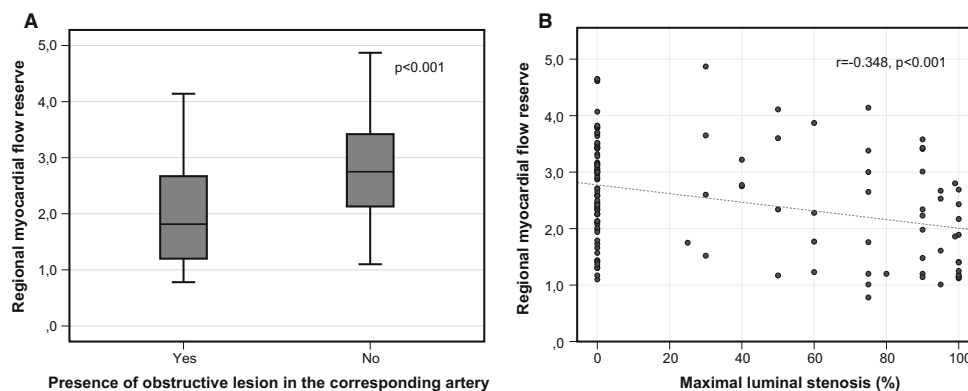 A
Regional myocardial flow reserve
5,0
4,0
3,0
2,0
1,0
,0
p<0.001
Yes No
Presence of obstructive lesion in the corresponding artery
B
Regional myocardial flow reserve
5,0
4,0
3,0
2,0
1,0
,0
r=-0.348, p<0.001
0 20 40 60 80 100
Maximal luminal stenosis (%)